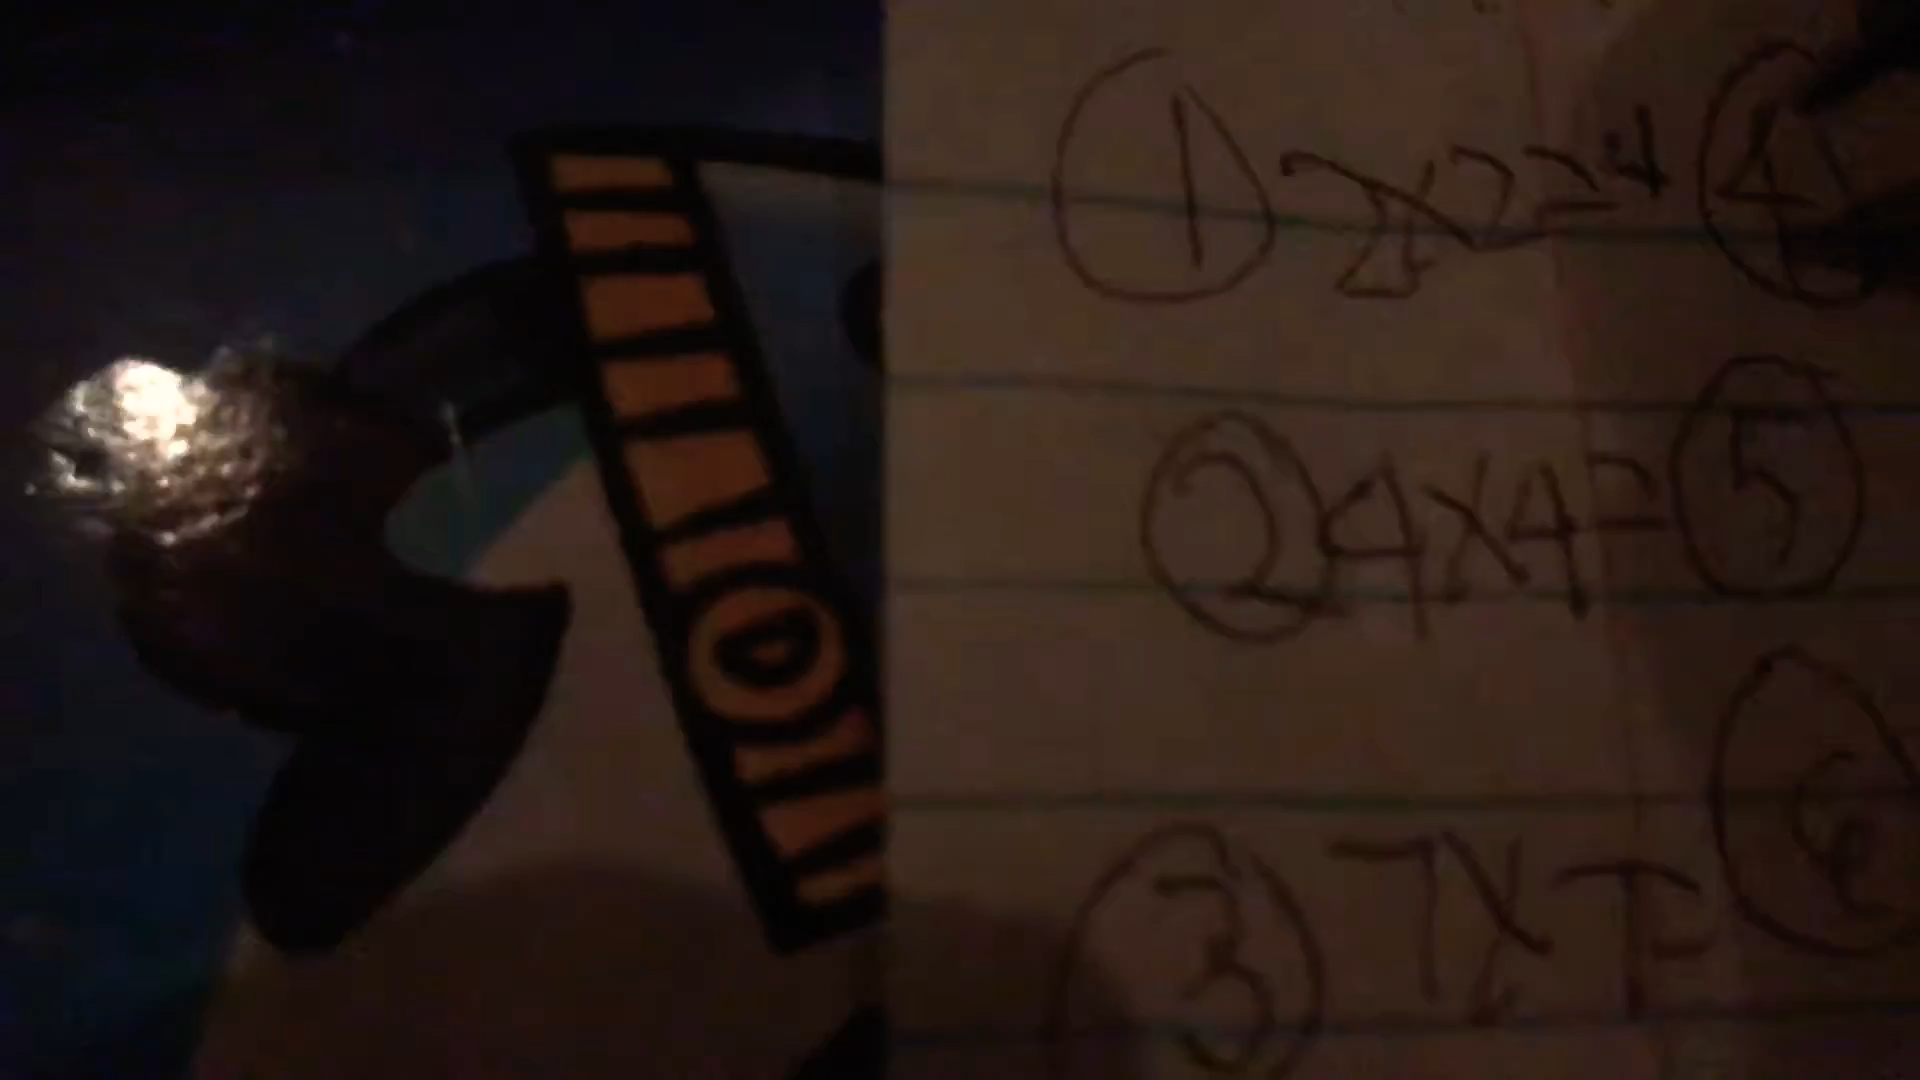 ① 2x2=4 ④
② 4x4= ⑤
③ 7x7= ⑥